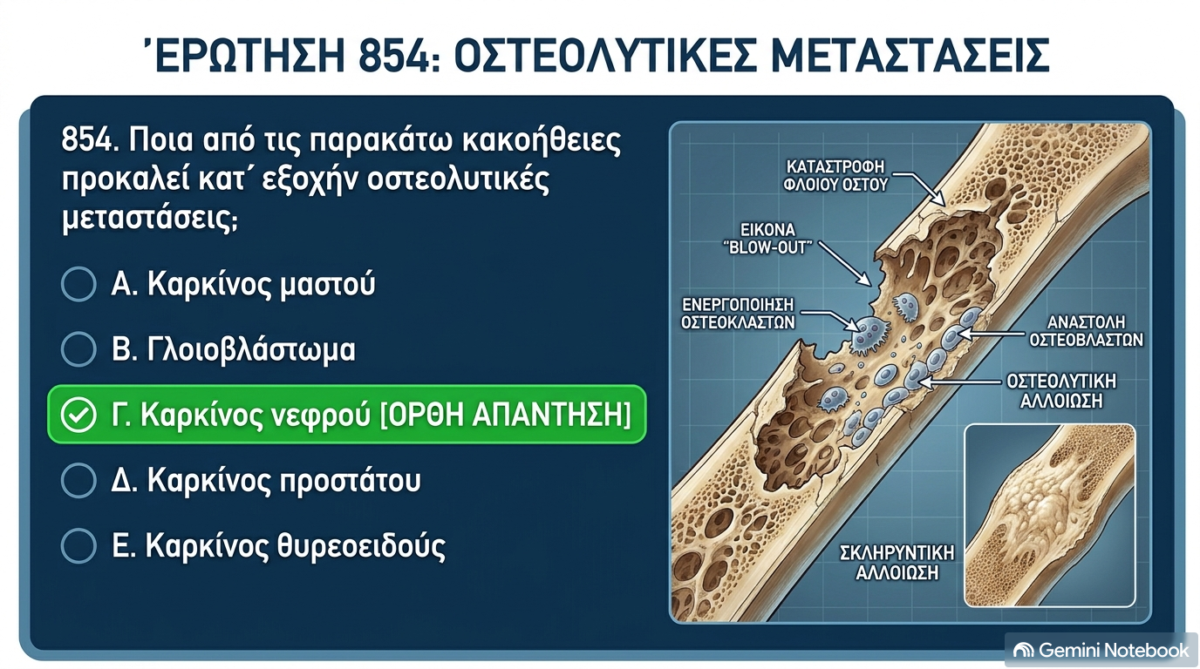 ΄ΕΡΩΤΗΣΗ 854: ΟΣΤΕΟΛΥΤΙΚΕΣ ΜΕΤΑΣΤΑΣΕΙΣ
854. Ποια από τις παρακάτω κακοήθειες
προκαλεί κατ΄ εξοχήν οστεολυτικές
μεταστάσεις;
Α. Καρκίνος μαστού
Β. Γλοιοβλάστωμα
Γ. Καρκίνος νεφρού [ΟΡΘΗ ΑΠΑΝΤΗΣΗ]
Δ. Καρκίνος προστάτου
Ε. Καρκίνος θυρεοειδούς
ΚΑΤΑΣΤΡΟΦΗ
ΦΛΟΙΟΥ ΟΣΤΟΥ
ΕΙΚΟΝΑ
"BLOW-OUT"
ΕΝΕΡΓΟΠΟΙΗΣΗ
ΟΣΤΕΟΚΛΑΣΤΩΝ
ΑΝΑΣΤΟΛΗ
ΟΣΤΕΟΒΛΑΣΤΩΝ
ΟΣΤΕΟΛΥΤΙΚΗ
ΑΛΛΟΙΩΣΗ
ΣΚΛΗΡΥΝΤΙΚΗ
ΑΛΛΟΙΩΣΗ
Gemini Notebook